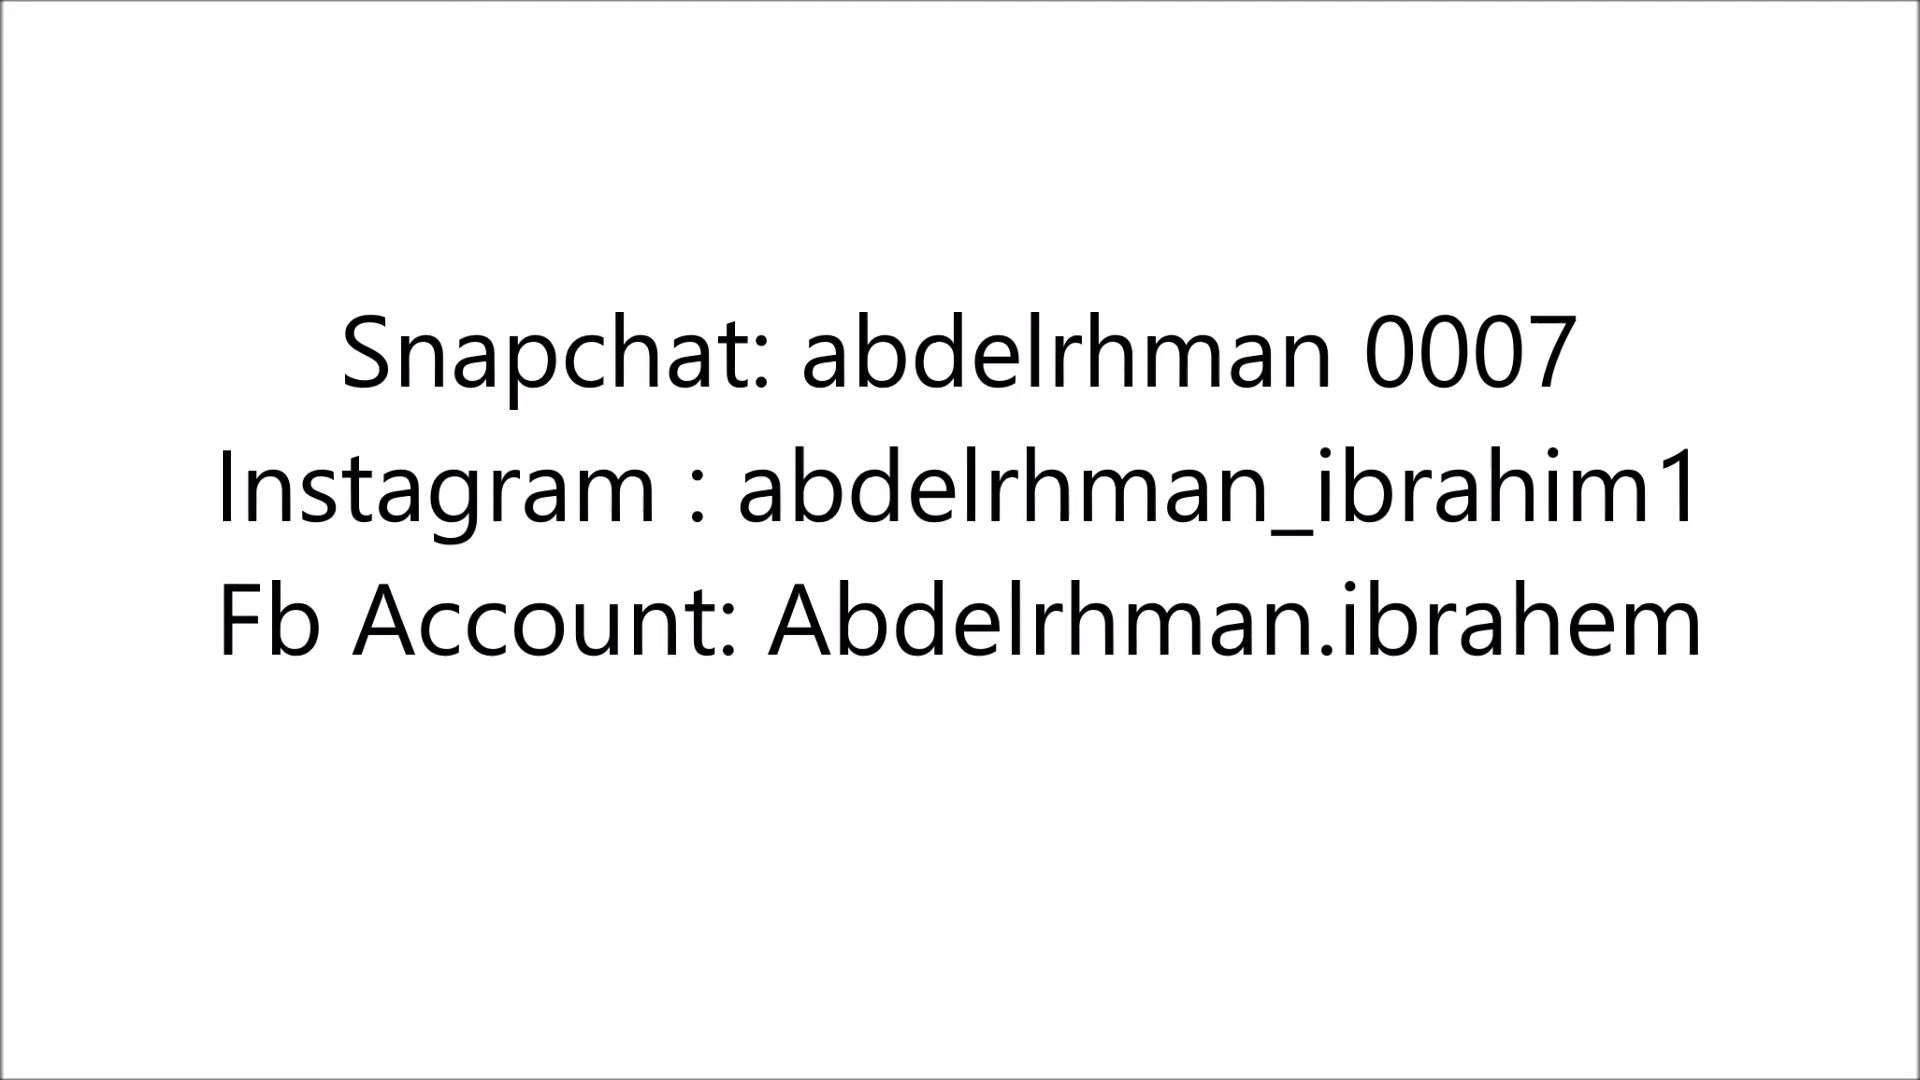 Snapchat: abdelrhman 0007
Instagram : abdelrhman_ibrahim1
Fb Account: Abdelrhman.ibrahem